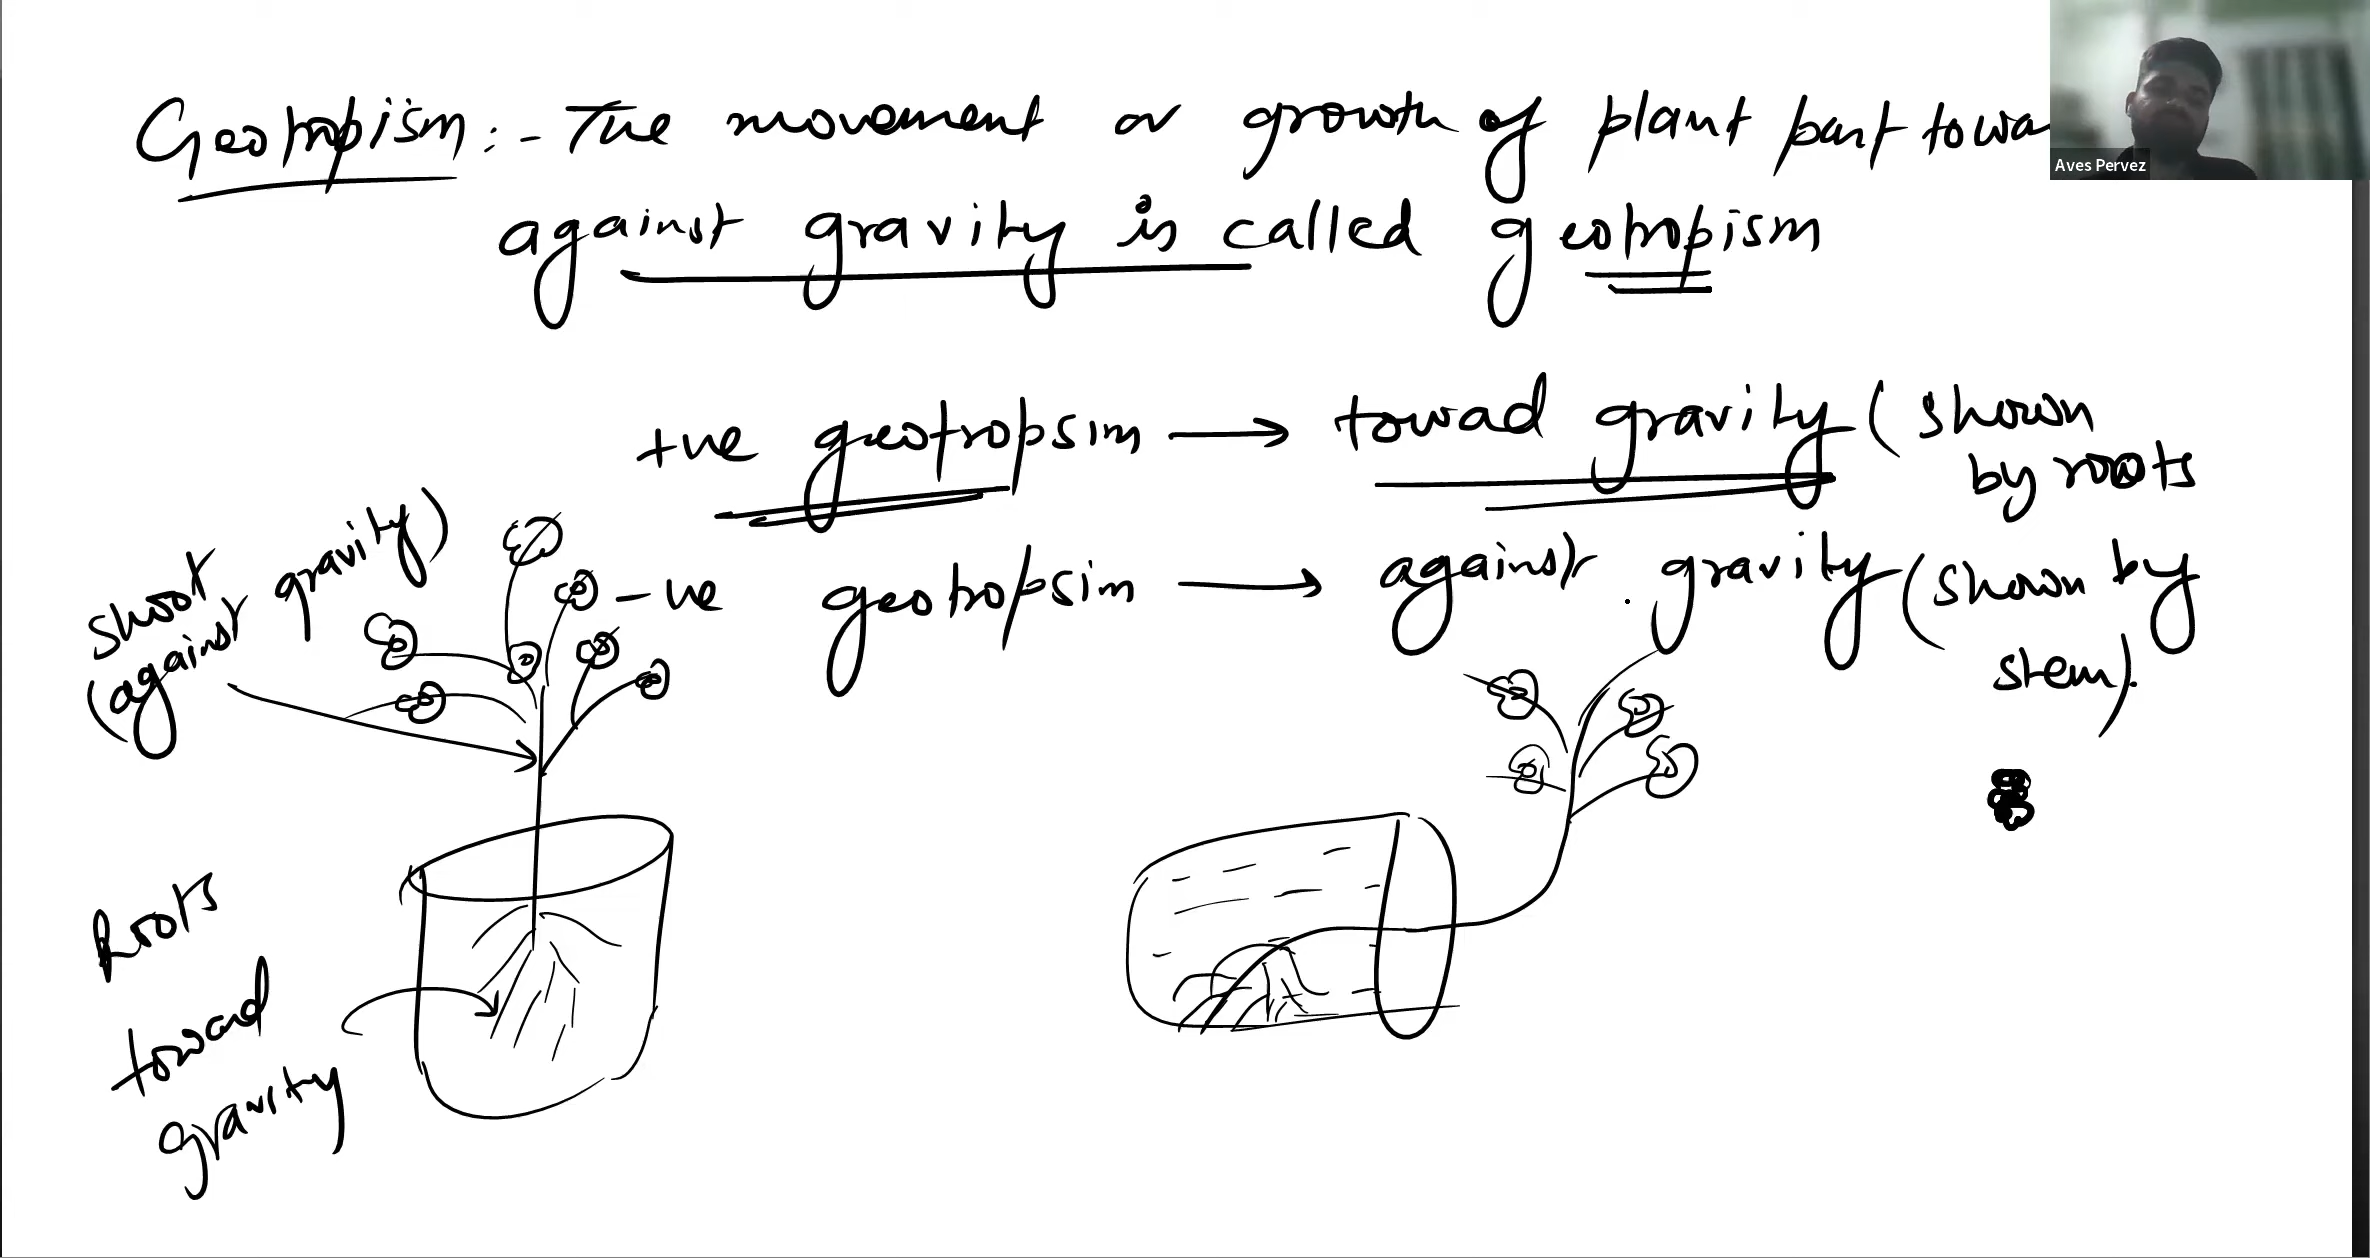 Geotropism :- The movement or growth of plant part towa
Aves Pervez
against gravity is called geotropism
+ve geotropsim → towad gravity (shown
by roots
-ve geotropsim → against gravity (shown by
stem).
shoot
(against gravity)
Roots
toward
gravity